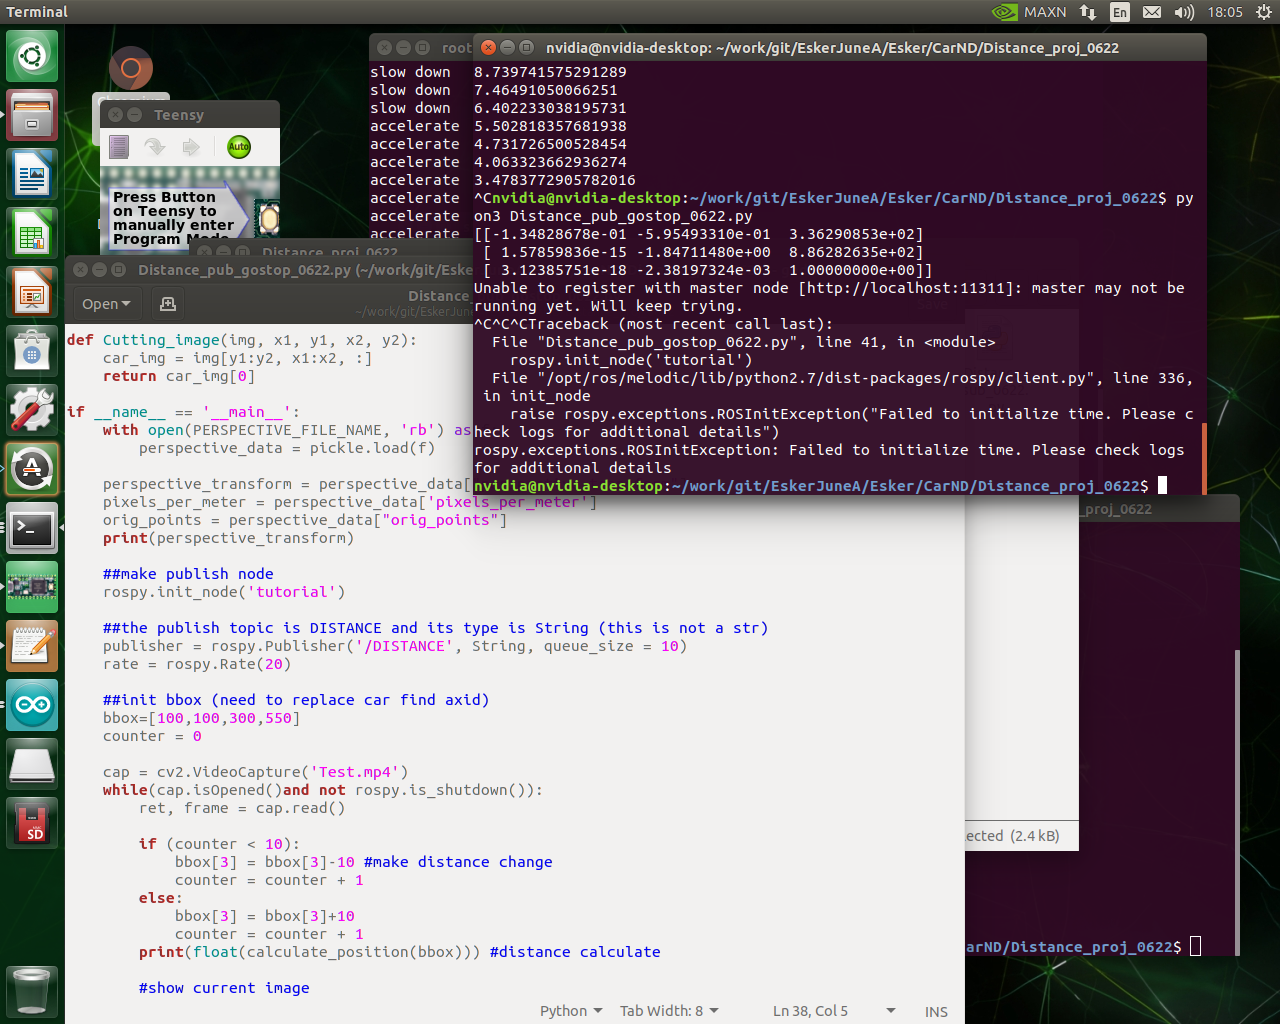 Terminal
MAXN
En
18:05
root
nvidia@nvidia-desktop: ~/work/git/EskerJuneA/Esker/CarND/Distance_proj_0622
slow down
slow down
slow down
accelerate
accelerate
accelerate
accelerate
accelerate
accelerate
accelerate
8.739741575291289
7.46491050066251
6.402233038195731
5.502818357681938
4.731726500528454
4.063323662936274
3.4783772905782016
^Cnvidia@nvidia-desktop:~/work/git/EskerJuneA/Esker/CarND/Distance_proj_0622$ py
on3 Distance_pub_gostop_0622.py
[[-1.34828678e-01 -5.95493310e-01  3.36290853e+02]
 [ 1.57859836e-15 -1.84711480e+00  8.86282635e+02]
 [ 3.12385751e-18 -2.38197324e-03  1.00000000e+00]]
Unable to register with master node [http://localhost:11311]: master may not be
running yet. Will keep trying.
^C^C^CTraceback (most recent call last):
  File "Distance_pub_gostop_0622.py", line 41, in <module>
    rospy.init_node('tutorial')
  File "/opt/ros/melodic/lib/python2.7/dist-packages/rospy/client.py", line 336,
 in init_node
    raise rospy.exceptions.ROSInitException("Failed to initialize time. Please c
heck logs for additional details")
rospy.exceptions.ROSInitException: Failed to initialize time. Please check logs
for additional details
nvidia@nvidia-desktop:~/work/git/EskerJuneA/Esker/CarND/Distance_proj_0622$
Teensy
Auto
Press Button
on Teensy to
manually enter
Program Mode
Distance_proj_0622
Distance_pub_gostop_0622.py (~/work/git/Eske
Open
Distance_
~/work/git/EskerJune
def Cutting_image(img, x1, y1, x2, y2):
    car_img = img[y1:y2, x1:x2, :]
    return car_img[0]
if __name__ == '__main__':
    with open(PERSPECTIVE_FILE_NAME, 'rb') as
        perspective_data = pickle.load(f)
    perspective_transform = perspective_data[
    pixels_per_meter = perspective_data['pixels_per_meter']
    orig_points = perspective_data["orig_points"]
    print(perspective_transform)
    ##make publish node
    rospy.init_node('tutorial')
    ##the publish topic is DISTANCE and its type is String (this is not a str)
    publisher = rospy.Publisher('/DISTANCE', String, queue_size = 10)
    rate = rospy.Rate(20)
    ##init bbox (need to replace car find axid)
    bbox=[100,100,300,550]
    counter = 0
    cap = cv2.VideoCapture('Test.mp4')
    while(cap.isOpened()and not rospy.is_shutdown()):
        ret, frame = cap.read()
        if (counter < 10):
            bbox[3] = bbox[3]-10 #make distance change
            counter = counter + 1
        else:
            bbox[3] = bbox[3]+10
            counter = counter + 1
        print(float(calculate_position(bbox))) #distance calculate
        #show current image
Python
Tab Width: 8
Ln 38, Col 5
INS
_proj_0622
ected (2.4 kB)
arND/Distance_proj_0622$
SD